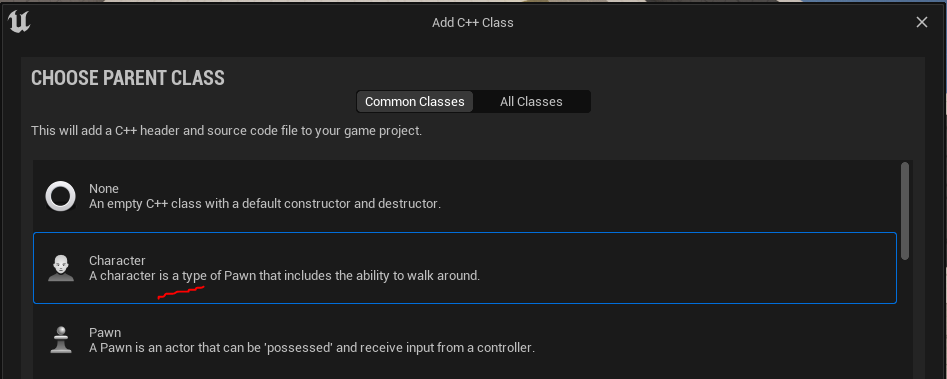 Add C++ Class
CHOOSE PARENT CLASS
Common Classes
All Classes
This will add a C++ header and source code file to your game project.
None
An empty C++ class with a default constructor and destructor.
Character
A character is a type of Pawn that includes the ability to walk around.
Pawn
A Pawn is an actor that can be 'possessed' and receive input from a controller.